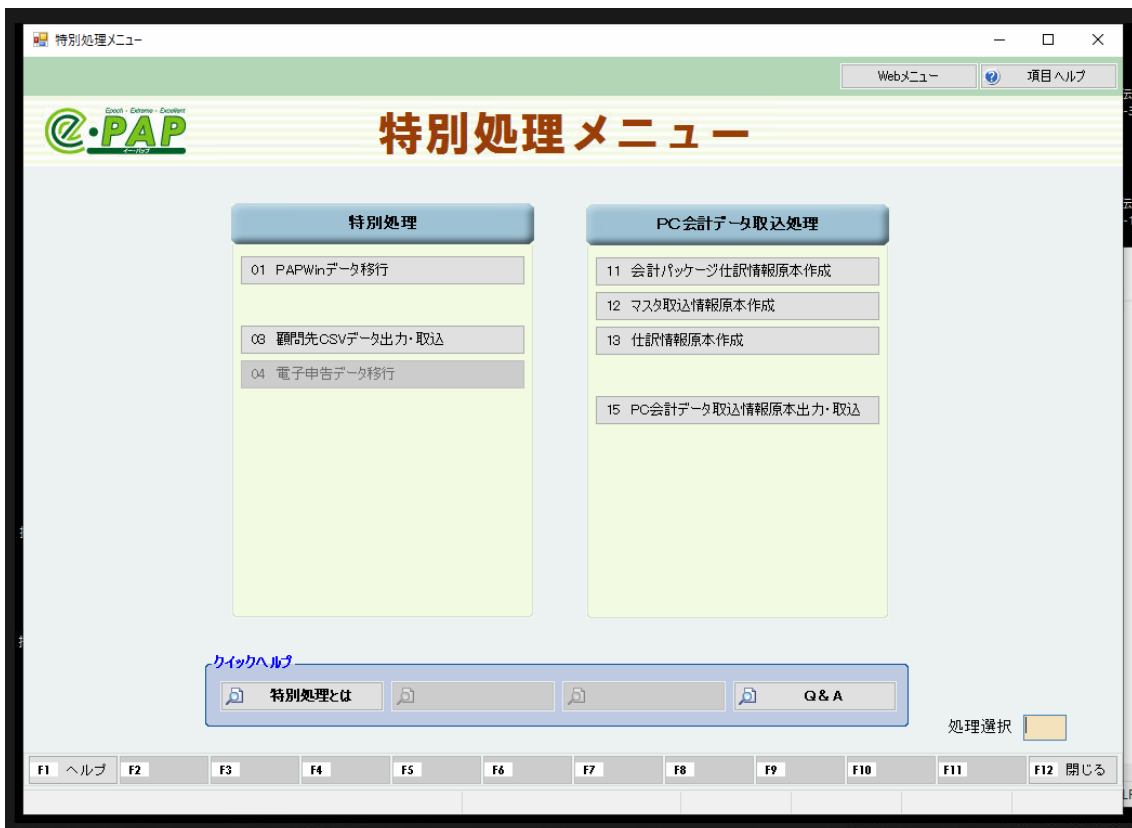 特別処理メニュー
Webメニュー
項目ヘルプ
Epoch・Extreme・Excellent
e・PAP
イー・パップ
特別処理メニュー
特別処理
01 PAPWinデータ移行
03 顧問先CSVデータ出力・取込
04 電子申告データ移行
PC会計データ取込処理
11 会計パッケージ仕訳情報原本作成
12 マスタ取込情報原本作成
13 仕訳情報原本作成
15 PC会計データ取込情報原本出力・取込
クイックヘルプ
特別処理とは
Q&A
処理選択
F1 ヘルプ F2 F3 F4 F5 F6 F7 F8 F9 F10 F11 F12 閉じる